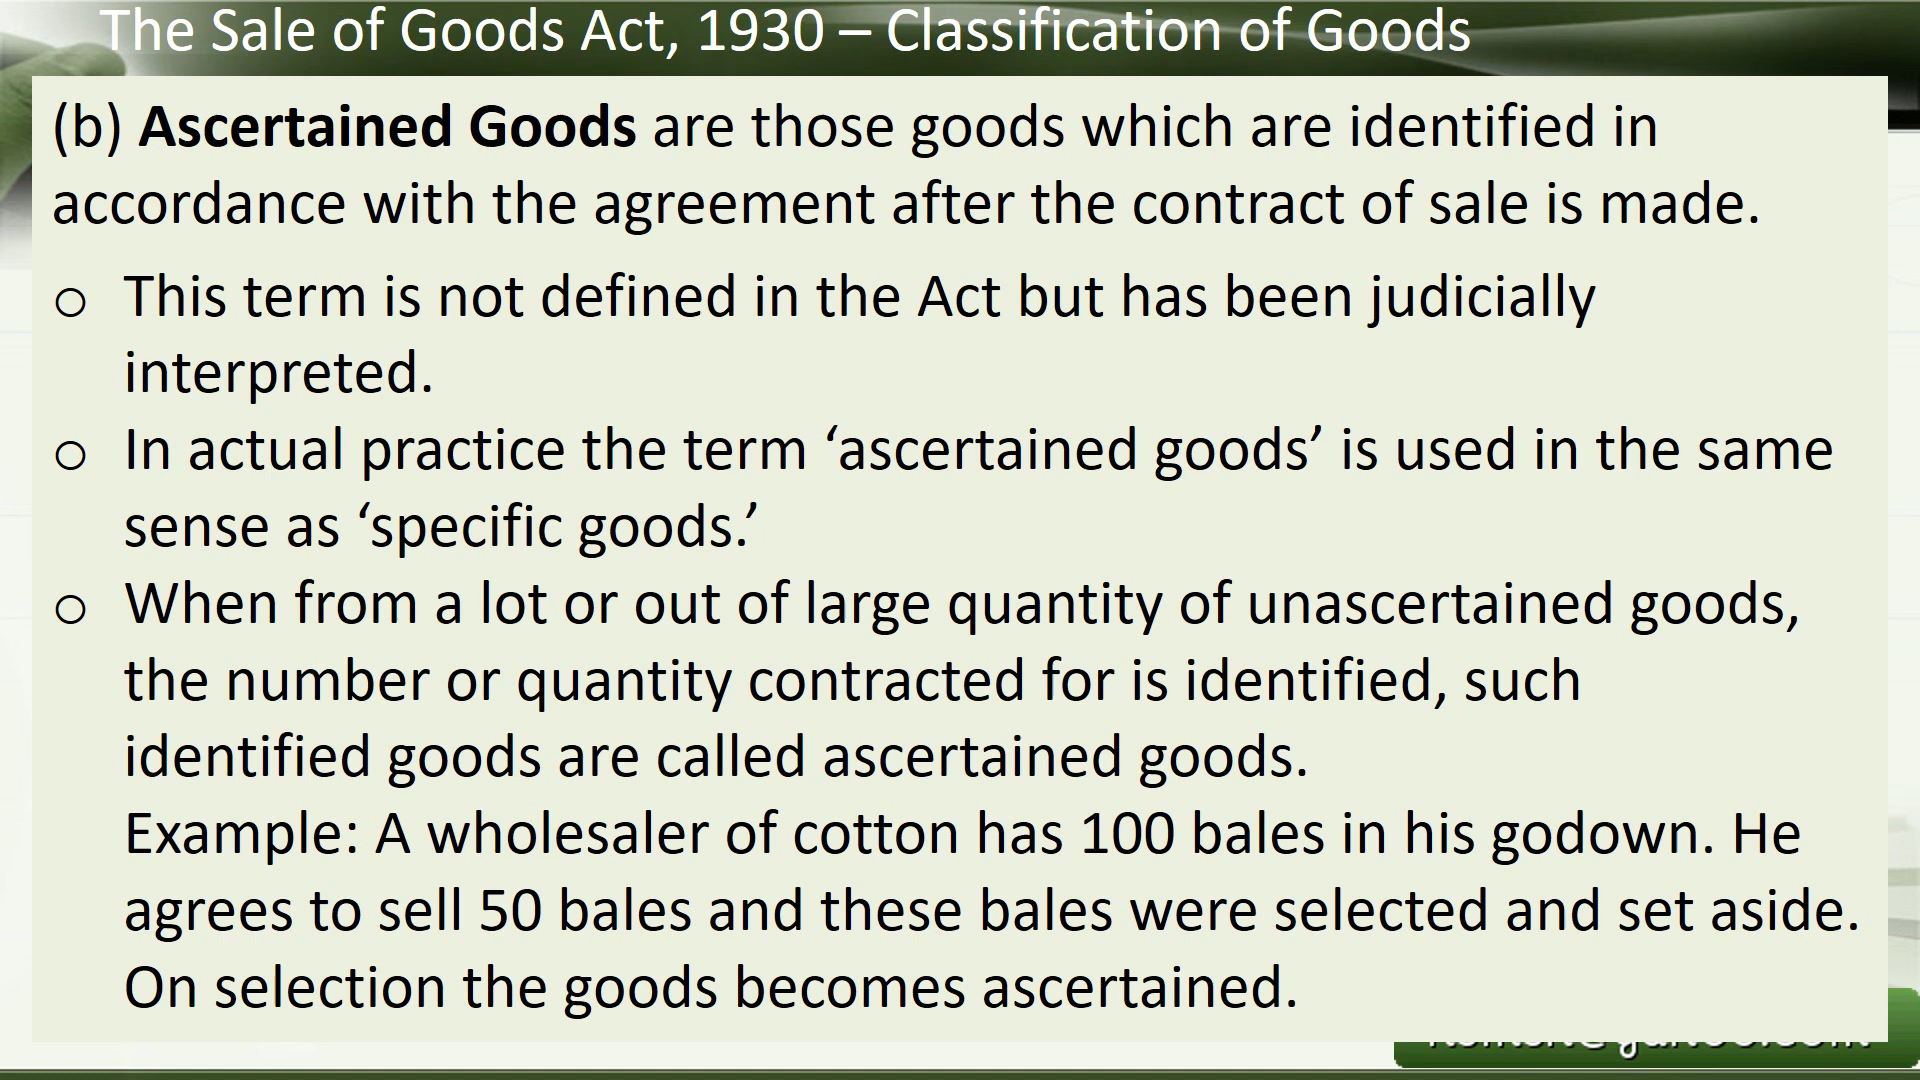 The Sale of Goods Act, 1930 – Classification of Goods
(b) Ascertained Goods are those goods which are identified in
accordance with the agreement after the contract of sale is made.
o This term is not defined in the Act but has been judicially
interpreted.
o In actual practice the term ‘ascertained goods’ is used in the same
sense as ‘specific goods.’
o When from a lot or out of large quantity of unascertained goods,
the number or quantity contracted for is identified, such
identified goods are called ascertained goods.
Example: A wholesaler of cotton has 100 bales in his godown. He
agrees to sell 50 bales and these bales were selected and set aside.
On selection the goods becomes ascertained.